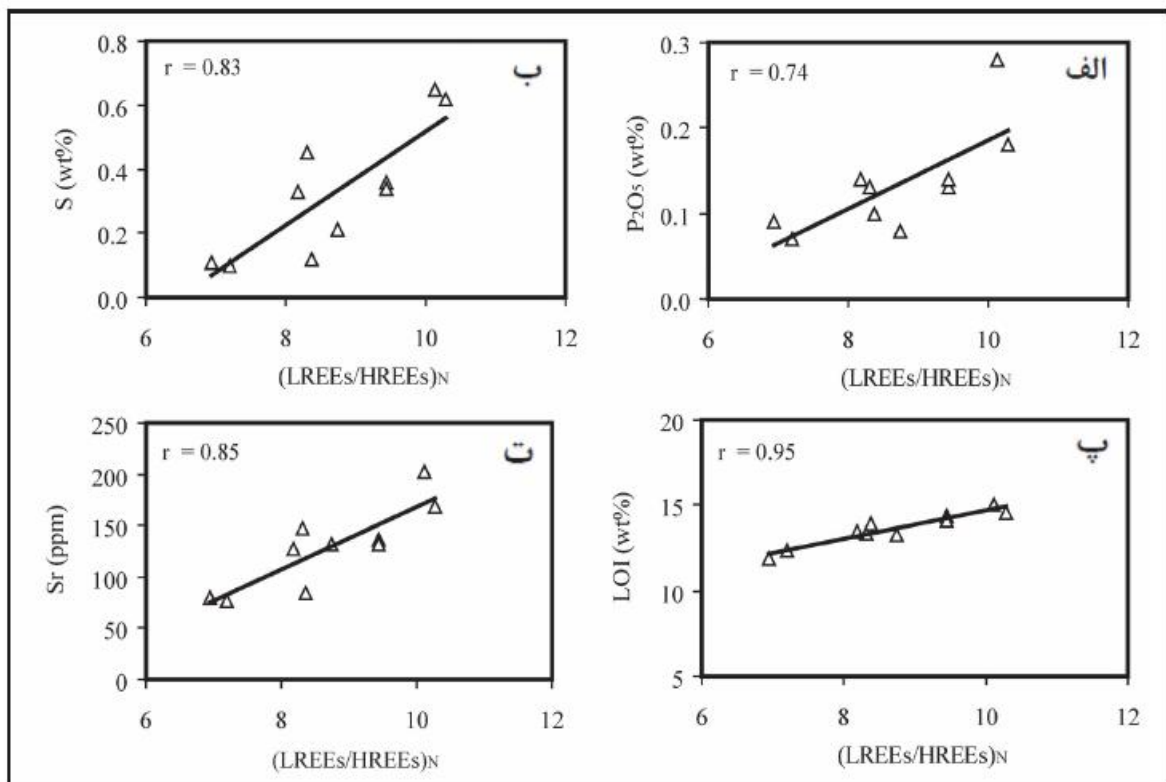 r = 0.83
ب
S (wt%)
0.8
0.6
0.4
0.2
0.0
6 8 10 12
(LREEs/HREEs)N
r = 0.74
الف
P2O5 (wt%)
0.3
0.2
0.1
0.0
6 8 10 12
(LREEs/HREEs)N
r = 0.85
ت
Sr (ppm)
250
200
150
100
50
0
6 8 10 12
(LREEs/HREEs)N
r = 0.95
پ
LOI (wt%)
20
15
10
5
6 8 10 12
(LREEs/HREEs)N